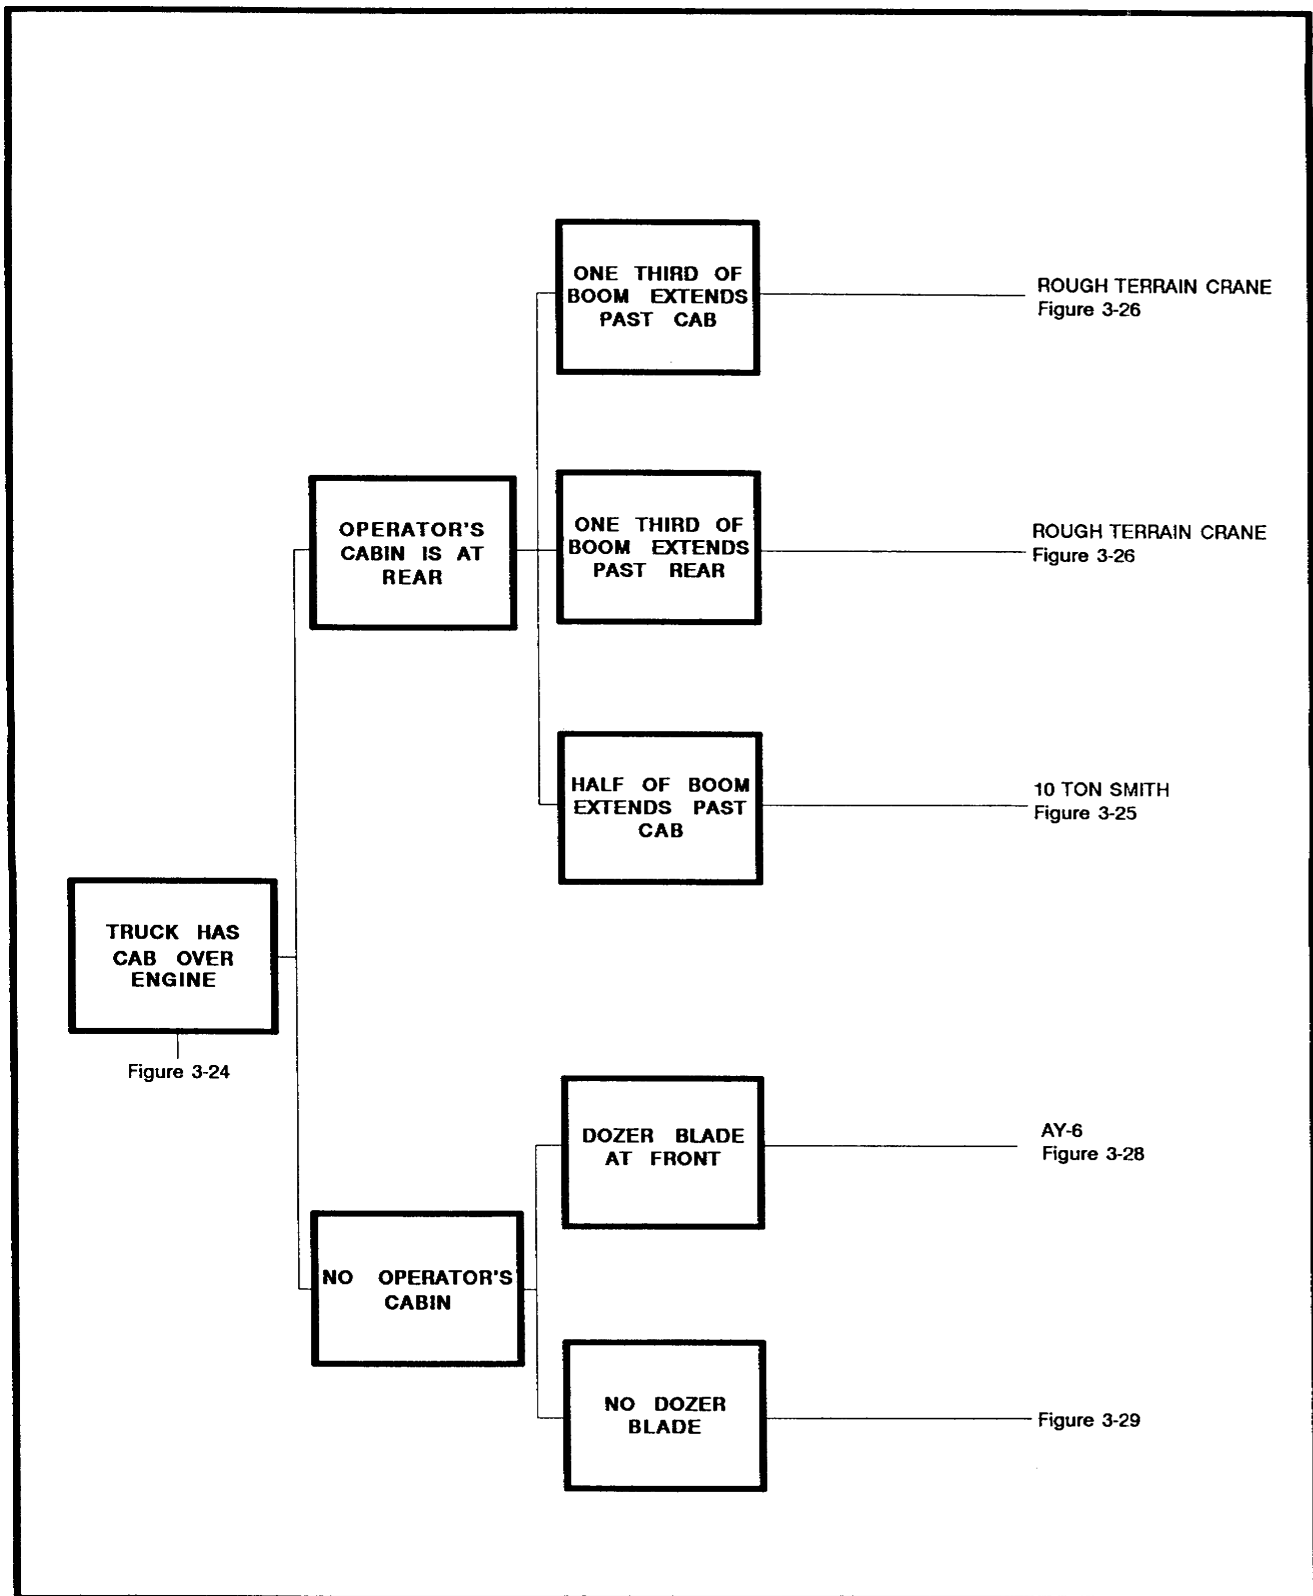 ONE THIRD OF
BOOM EXTENDS
PAST CAB
ROUGH TERRAIN CRANE
Figure 3-26
OPERATOR'S
CABIN IS AT
REAR
ONE THIRD OF
BOOM EXTENDS
PAST REAR
ROUGH TERRAIN CRANE
Figure 3-26
HALF OF BOOM
EXTENDS PAST
CAB
10 TON SMITH
Figure 3-25
TRUCK HAS
CAB OVER
ENGINE
Figure 3-24
DOZER BLADE
AT FRONT
AY-6
Figure 3-28
NO OPERATOR'S
CABIN
NO DOZER
BLADE
Figure 3-29